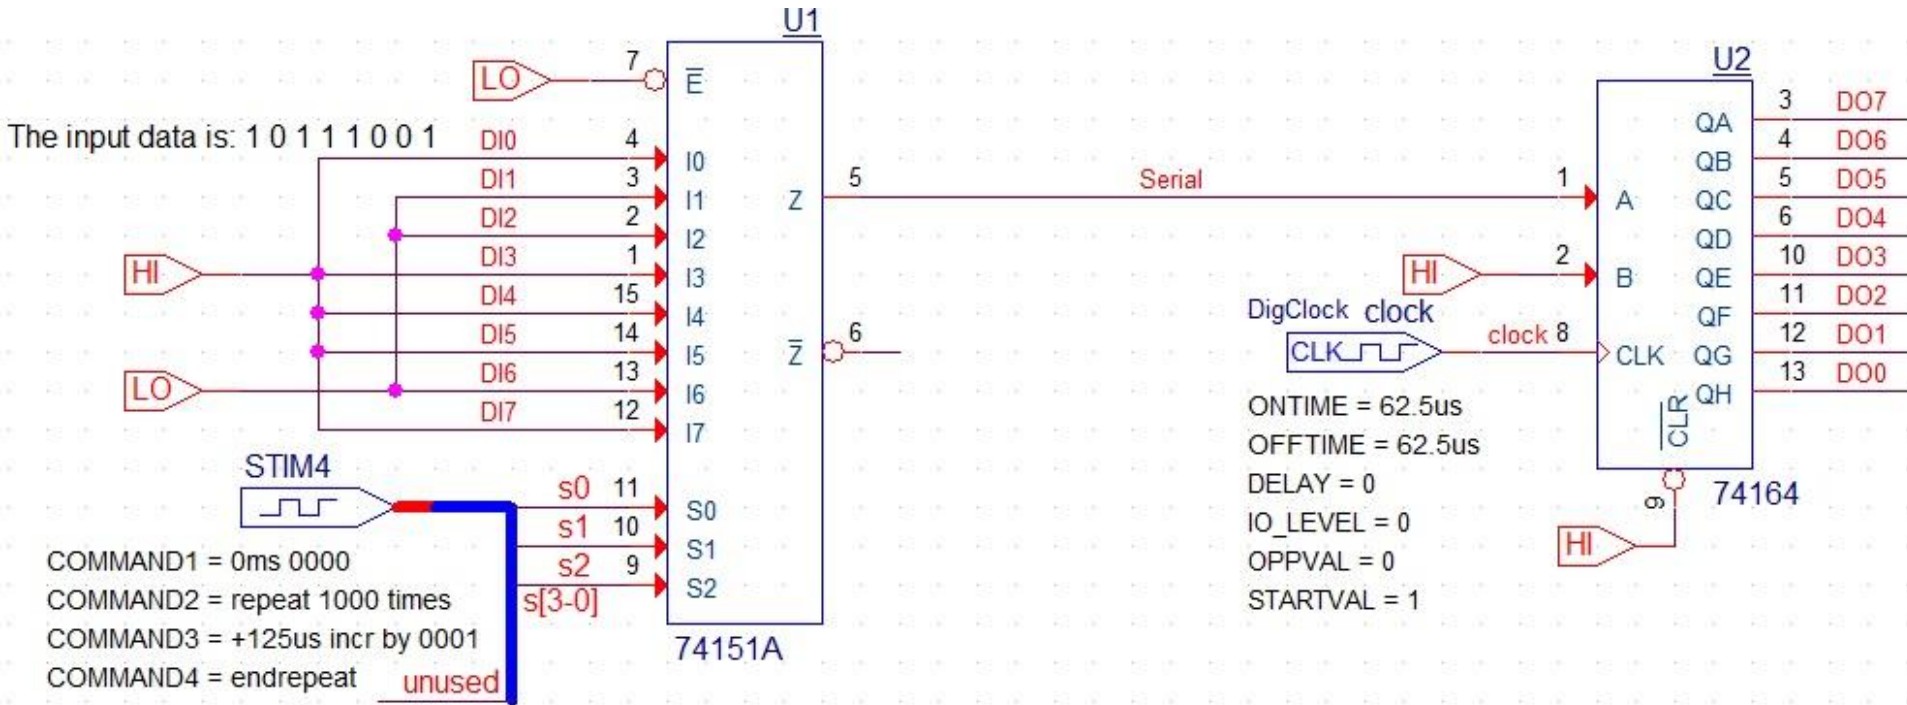 U1
LO
7
E
The input data is: 1 0 1 1 1 0 0 1
DI0 4 I0
DI1 3 I1
DI2 2 I2
DI3 1 I3
DI4 15 I4
DI5 14 I5
DI6 13 I6
DI7 12 I7
HI
LO
Z 5
Z 6
Serial
STIM4
s0 11 S0
s1 10 S1
s2 9 S2
s[3-0]
74151A
COMMAND1 = 0ms 0000
COMMAND2 = repeat 1000 times
COMMAND3 = +125us incr by 0001
COMMAND4 = endrepeat
unused
U2
1 A
HI 2 B
DigClock clock
CLK
clock 8 CLK
QA 3 DO7
QB 4 DO6
QC 5 DO5
QD 6 DO4
QE 10 DO3
QF 11 DO2
QG 12 DO1
QH 13 DO0
CLR
9
HI
74164
ONTIME = 62.5us
OFFTIME = 62.5us
DELAY = 0
IO_LEVEL = 0
OPPVAL = 0
STARTVAL = 1